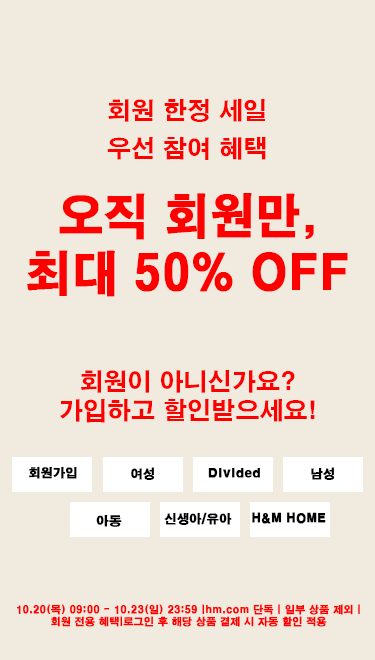 회원 한정 세일
우선 참여 혜택
오직 회원만,
최대 50% OFF
회원이 아니신가요?
가입하고 할인받으세요!
회원가입 여성 Divided 남성
아동 신생아/유아 H&M HOME
10.20(목) 09:00 - 10.23(일) 23:59 |hm.com 단독 | 일부 상품 제외 |
회원 전용 혜택|로그인 후 해당 상품 결제 시 자동 할인 적용